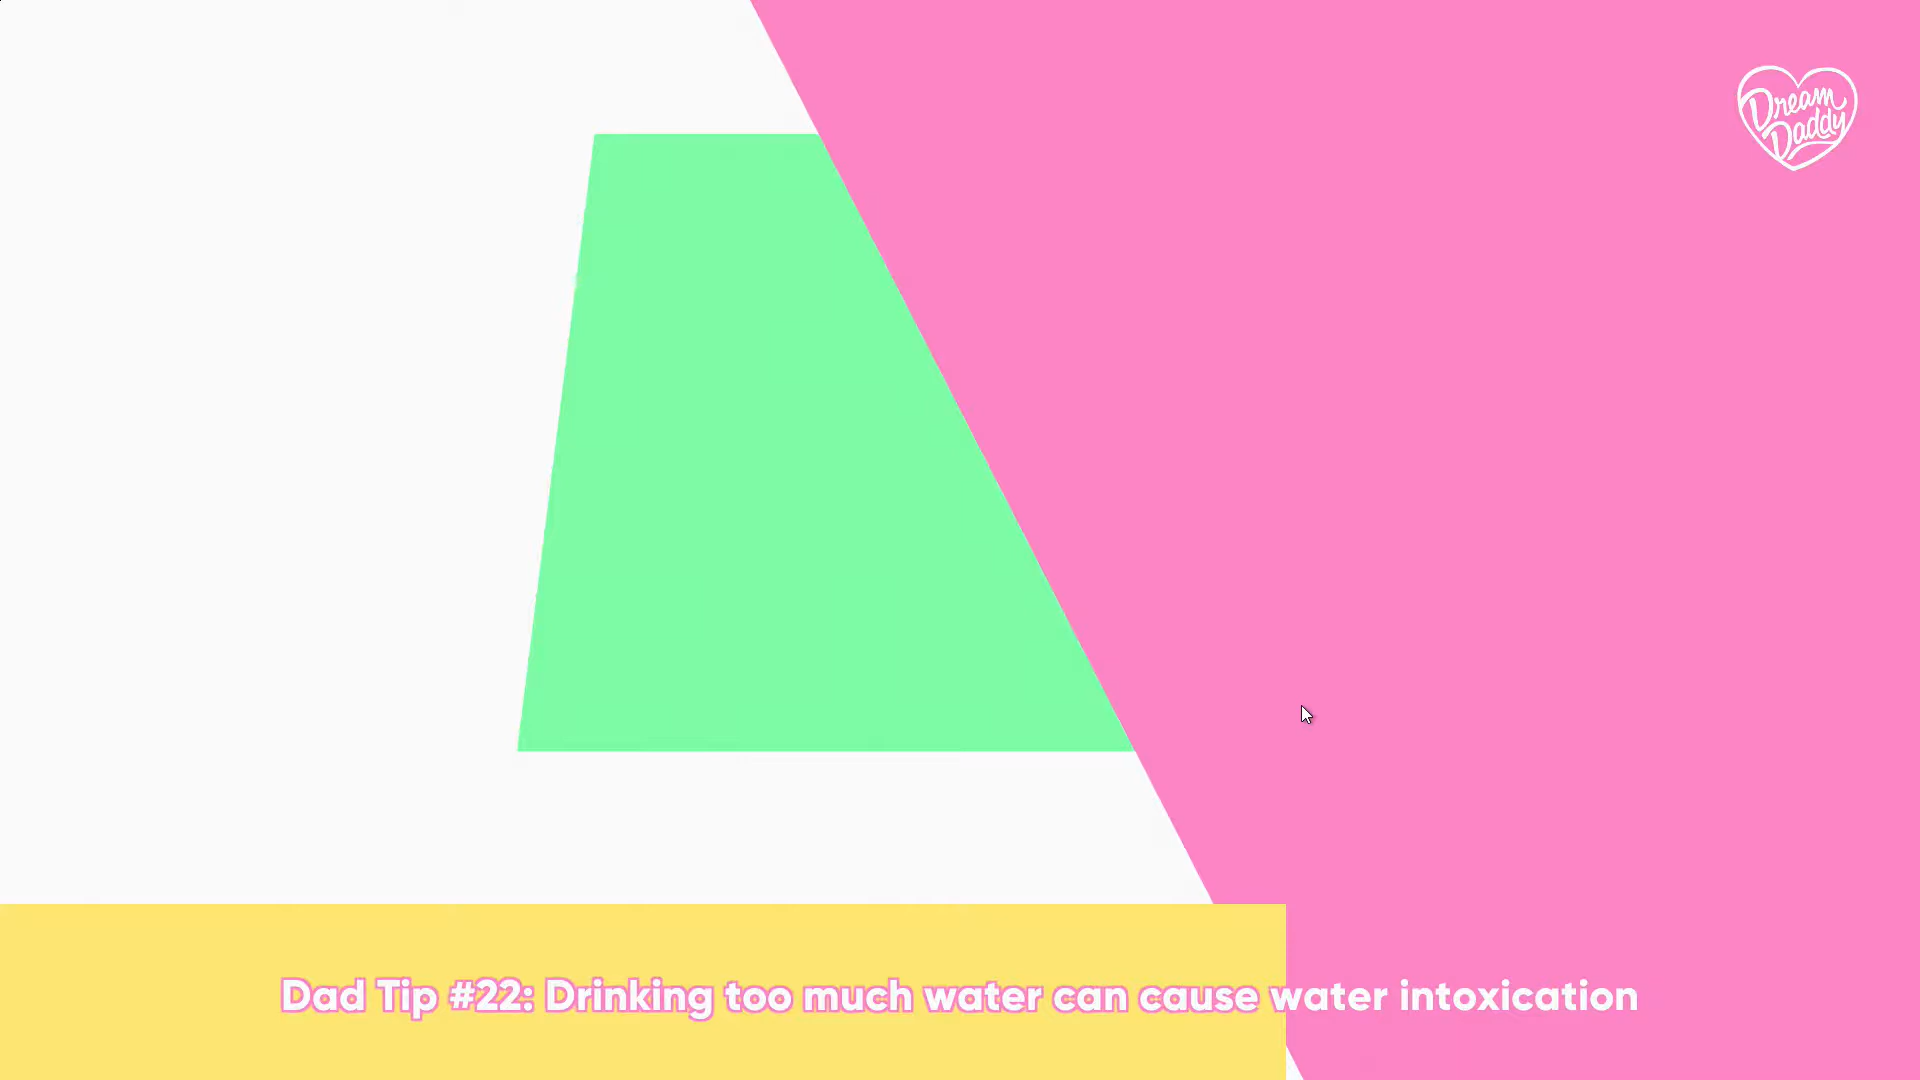 Dream
Daddy
Dad Tip #22: Drinking too much water can cause water intoxication